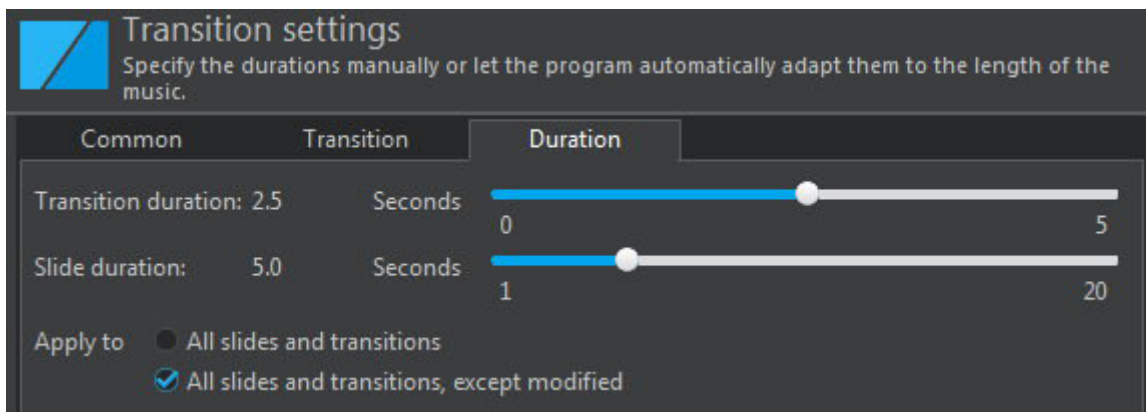 Transition settings
Specify the durations manually or let the program automatically adapt them to the length of the
music.
Common Transition Duration
Transition duration: 2.5 Seconds
0 5
Slide duration: 5.0 Seconds
1 20
Apply to All slides and transitions
All slides and transitions, except modified